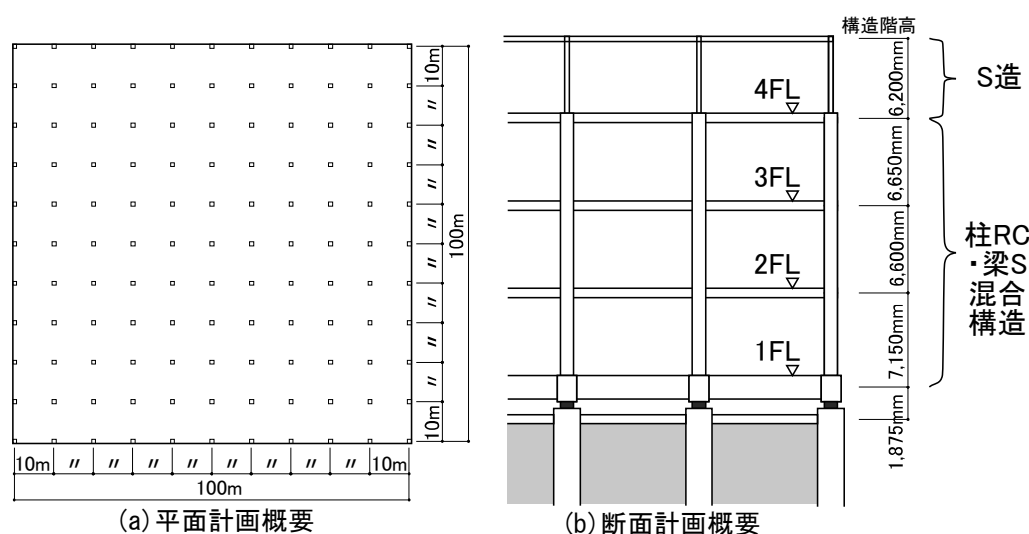 10m
〃
〃
〃
〃
〃
〃
〃
〃
10m
100m
10m
〃
〃
〃
〃
〃
〃
〃
〃
10m
100m
(a)平面計画概要
構造階高
4FL
3FL
2FL
1FL
6,200mm
6,650mm
6,600mm
7,150mm
1,875mm
S造
柱RC
・梁S
混合
構造
(b)断面計画概要